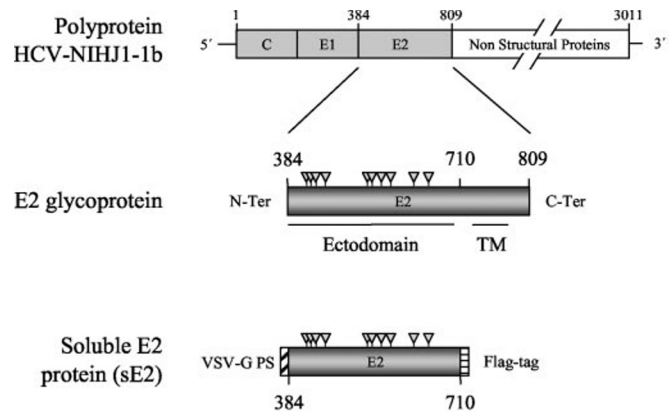 1 384 809 3011
Polyprotein
HCV-NIHJ1-1b
5´ C E1 E2 Non Structural Proteins 3´
384 710 809
E2 glycoprotein
N-Ter E2 C-Ter
Ectodomain TM
Soluble E2
protein (sE2)
VSV-G PS E2 Flag-tag
384 710